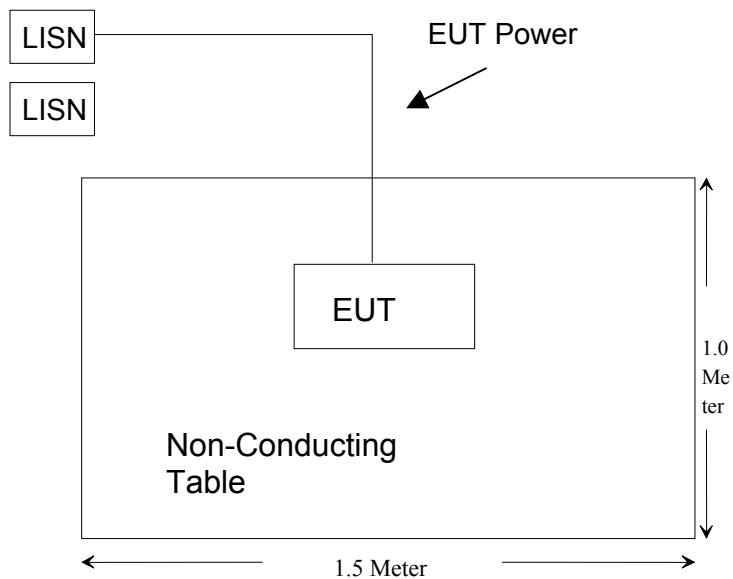 LISN
EUT Power
LISN
EUT
1.0
Me
ter
Non-Conducting
Table
1.5 Meter